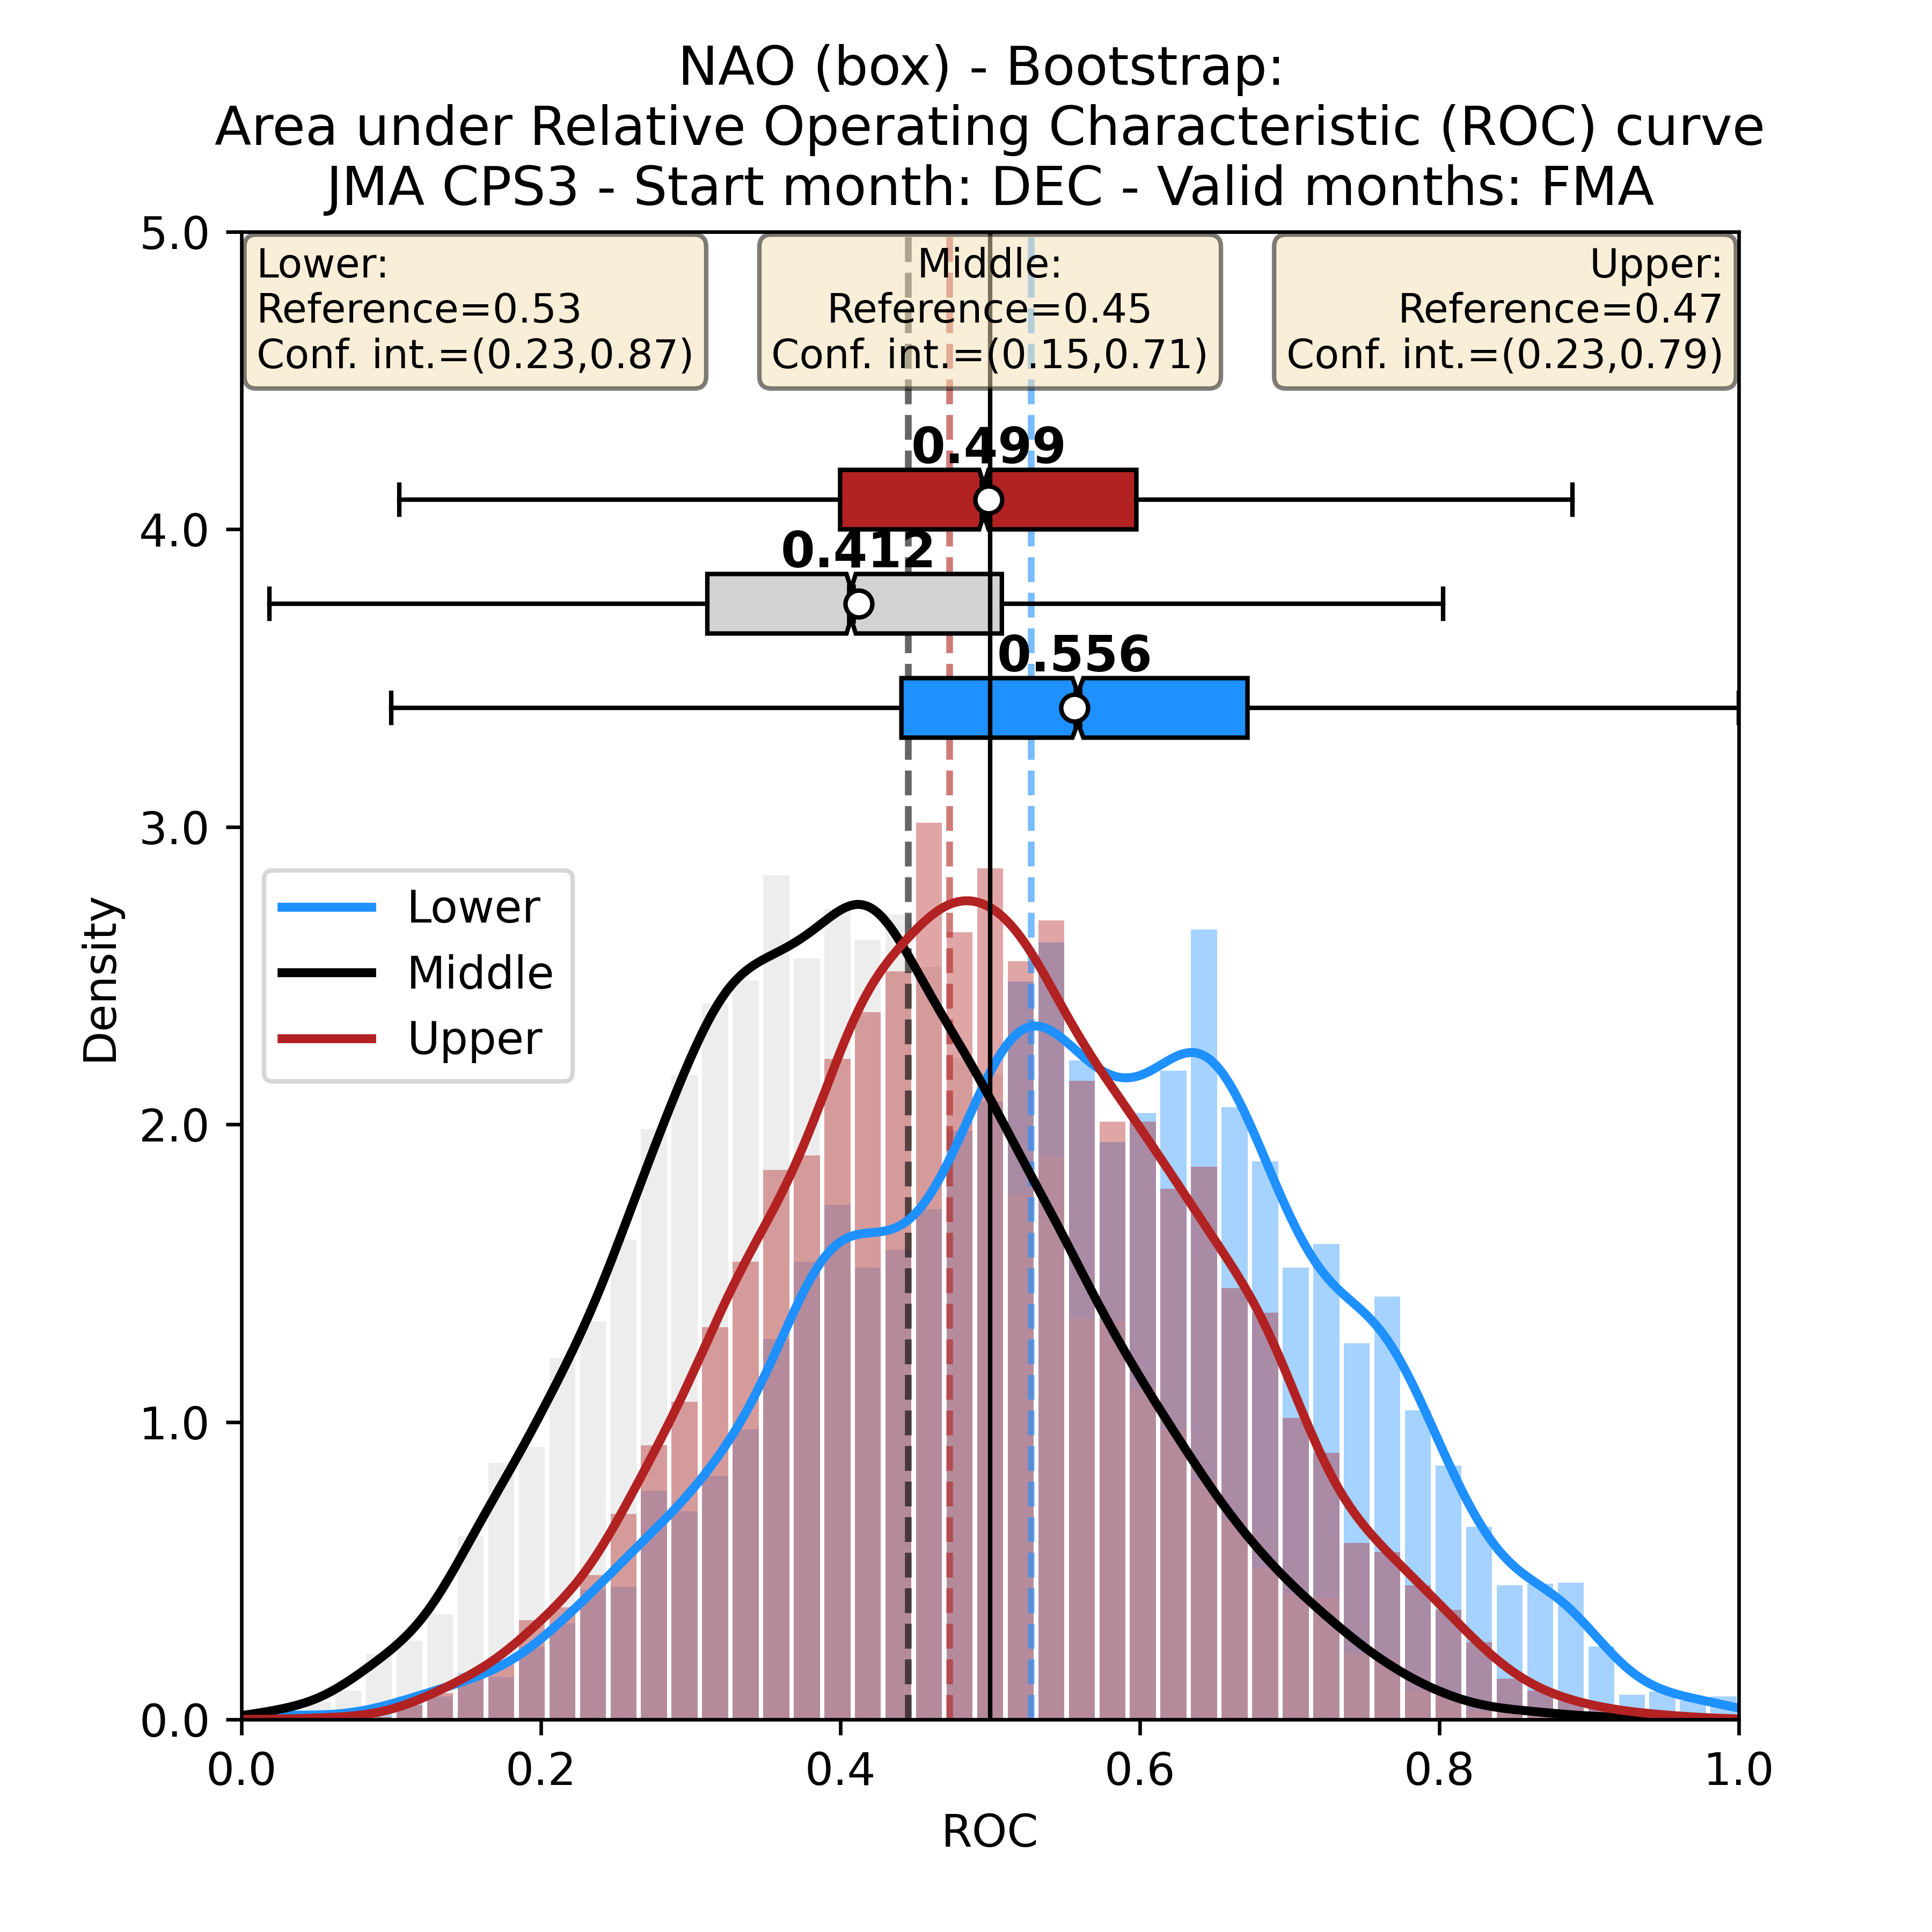 NAO (box) - Bootstrap:
Area under Relative Operating Characteristic (ROC) curve
JMA CPS3 - Start month: DEC - Valid months: FMA
Lower:
Reference=0.53
Conf. int.=(0.23,0.87)
Middle:
Reference=0.45
Conf. int.=(0.15,0.71)
Upper:
Reference=0.47
Conf. int.=(0.23,0.79)
0.499
0.412
0.556
5.0
4.0
3.0
2.0
1.0
0.0
Density
Lower
Middle
Upper
0.0 0.2 0.4 0.6 0.8 1.0
ROC